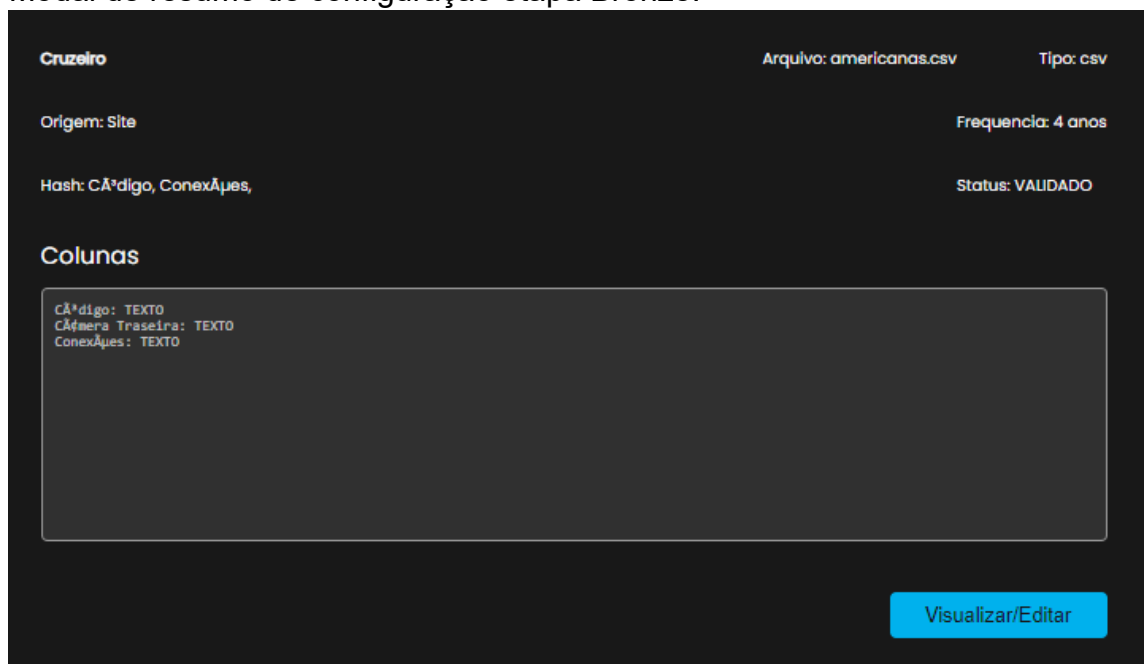 Modal de resumo de configuração etapa Bronze:
Cruzeiro Arquivo: americanas.csv Tipo: csv
Origem: Site Frequencia: 4 anos
Hash: CÃ³digo, ConexÃµes, Status: VALIDADO
Colunas
CÃ³digo: TEXTO
CÃ¢mera Traseira: TEXTO
ConexÃµes: TEXTO
Visualizar/Editar